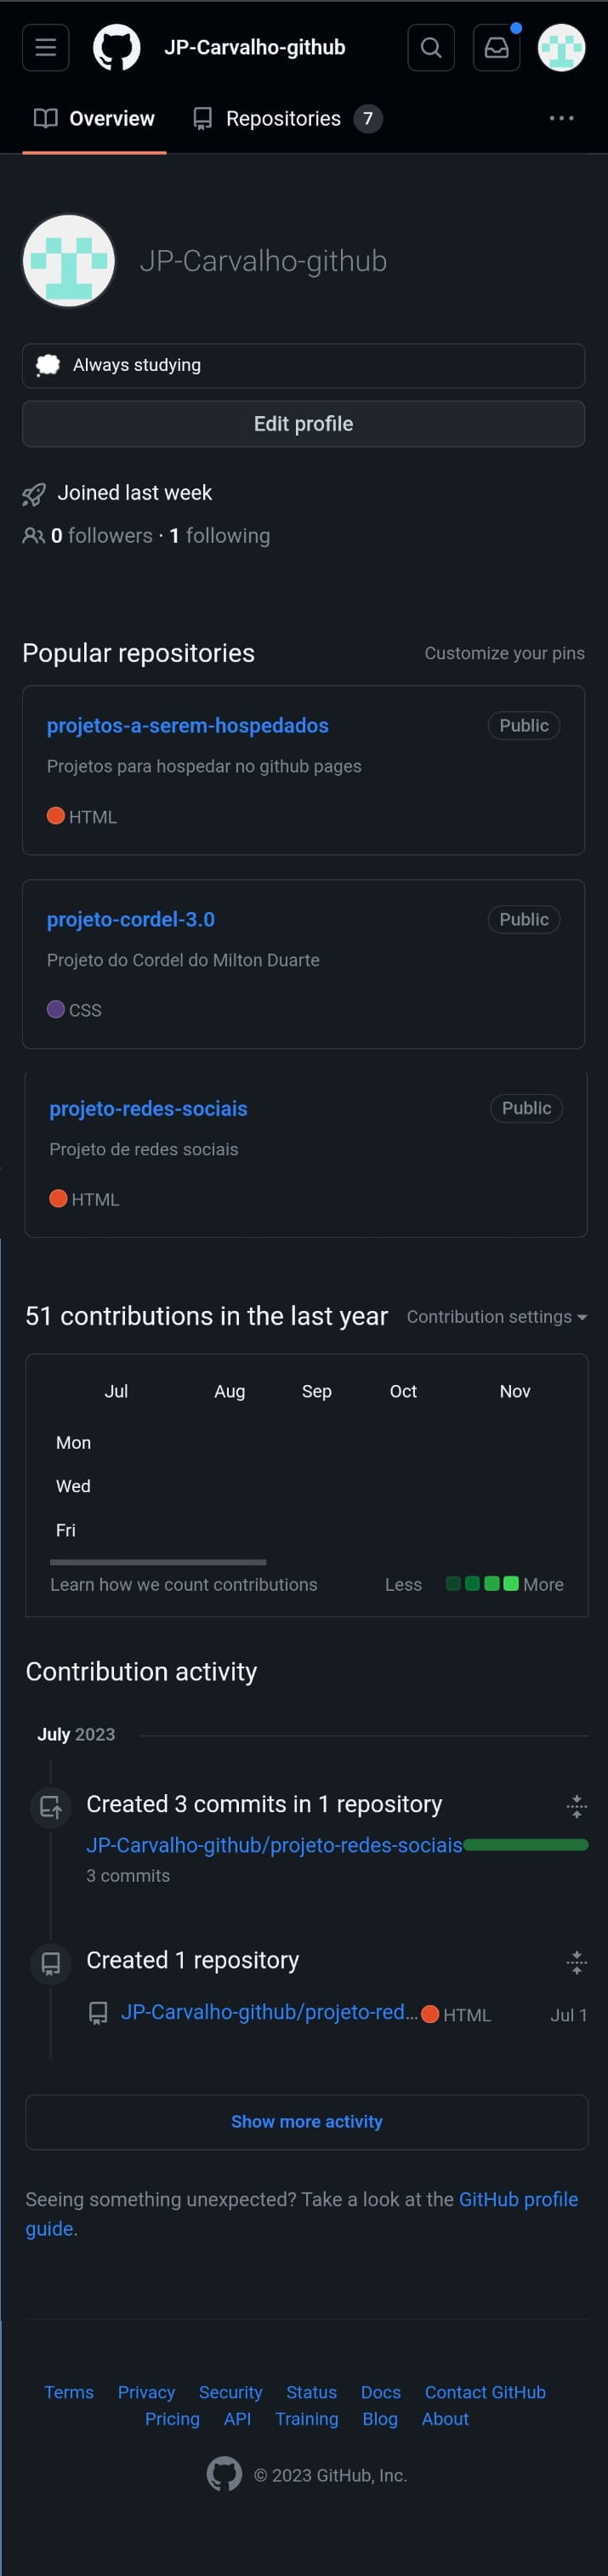 JP-Carvalho-github
Overview Repositories 7
JP-Carvalho-github
Always studying
Edit profile
Joined last week
0 followers · 1 following
Popular repositories Customize your pins
projetos-a-serem-hospedados Public
Projetos para hospedar no github pages
HTML
projeto-cordel-3.0 Public
Projeto do Cordel do Milton Duarte
CSS
projeto-redes-sociais Public
Projeto de redes sociais
HTML
51 contributions in the last year Contribution settings
Jul Aug Sep Oct Nov
Mon
Wed
Fri
Learn how we count contributions Less More
Contribution activity
July 2023
Created 3 commits in 1 repository
JP-Carvalho-github/projeto-redes-sociais
3 commits
Created 1 repository
JP-Carvalho-github/projeto-red... HTML Jul 1
Show more activity
Seeing something unexpected? Take a look at the GitHub profile
guide.
Terms Privacy Security Status Docs Contact GitHub
Pricing API Training Blog About
© 2023 GitHub, Inc.